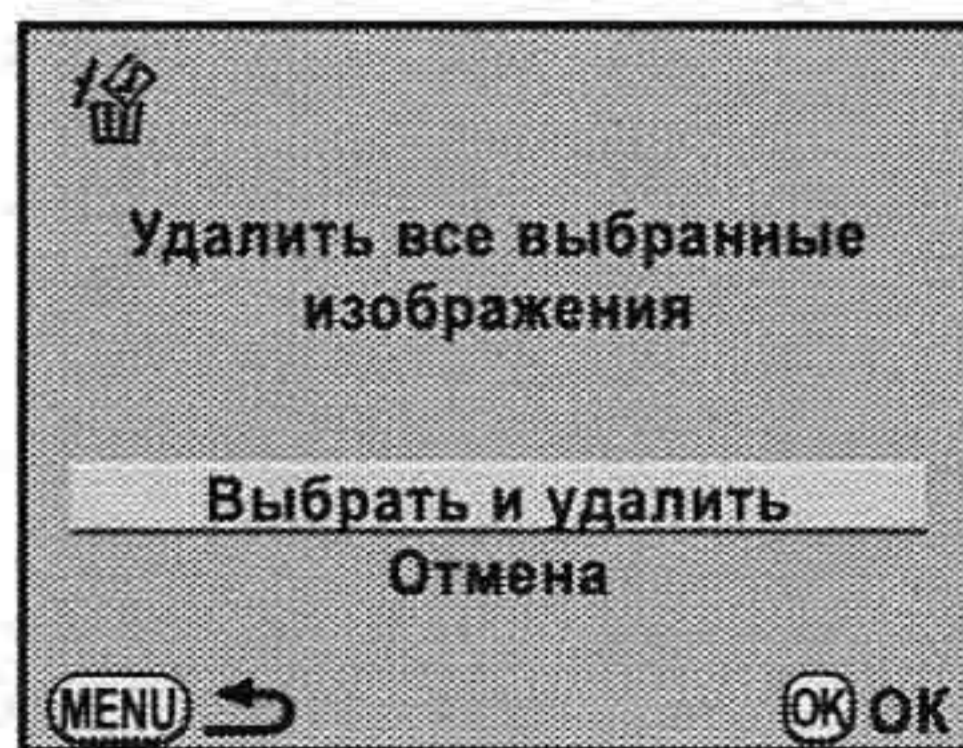 Удалить все выбранные
изображения
Выбрать и удалить
Отмена
MENU OK OK